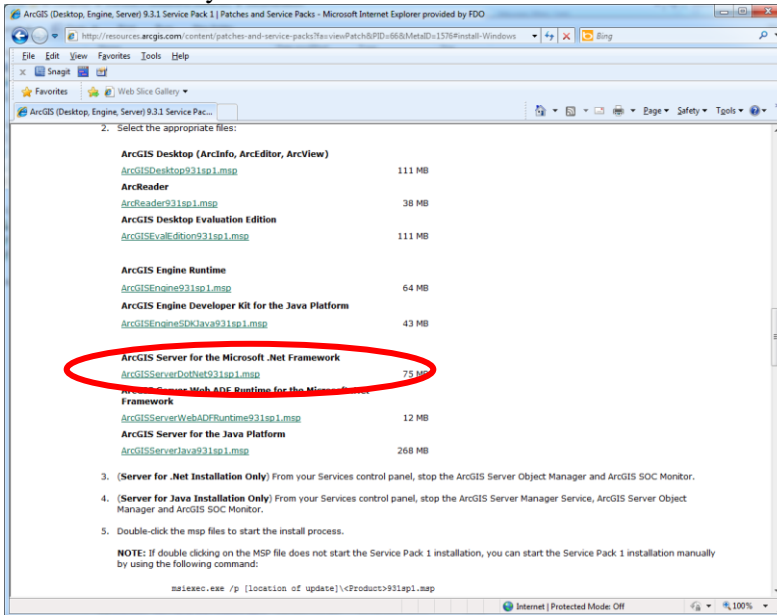 ArcGIS (Desktop, Engine, Server) 9.3.1 Service Pack 1 | Patches and Service Packs - Microsoft Internet Explorer provided by FDO
http://resources.arcgis.com/content/patches-and-service-packs?fa=viewPatch&PID=66&MetaID=1576#install-Windows
Bing
File Edit View Favorites Tools Help
x Snagit
Favorites Web Slice Gallery
ArcGIS (Desktop, Engine, Server) 9.3.1 Service Pac...
Page Safety Tools
2. Select the appropriate files:
ArcGIS Desktop (ArcInfo, ArcEditor, ArcView)
ArcGISDesktop931sp1.msp 111 MB
ArcReader
ArcReader931sp1.msp 38 MB
ArcGIS Desktop Evaluation Edition
ArcGISEvalEdition931sp1.msp 111 MB
ArcGIS Engine Runtime
ArcGISEngine931sp1.msp 64 MB
ArcGIS Engine Developer Kit for the Java Platform
ArcGISEngineSDKJava931sp1.msp 43 MB
ArcGIS Server for the Microsoft .Net Framework
ArcGISServerDotNet931sp1.msp 75 MB
ArcGIS Server Web ADF Runtime for the Microsoft .Net
Framework
ArcGISServerWebADFRuntime931sp1.msp 12 MB
ArcGIS Server for the Java Platform
ArcGISServerJava931sp1.msp 268 MB
3. (Server for .Net Installation Only) From your Services control panel, stop the ArcGIS Server Object Manager and ArcGIS SOC Monitor.
4. (Server for Java Installation Only) From your Services control panel, stop the ArcGIS Server Manager Service, ArcGIS Server Object
Manager and ArcGIS SOC Monitor.
5. Double-click the msp files to start the install process.
NOTE: If double clicking on the MSP file does not start the Service Pack 1 installation, you can start the Service Pack 1 installation manually
by using the following command:
msiexec.exe /p [location of update]\<Product>931sp1.msp
Internet | Protected Mode: Off 100%